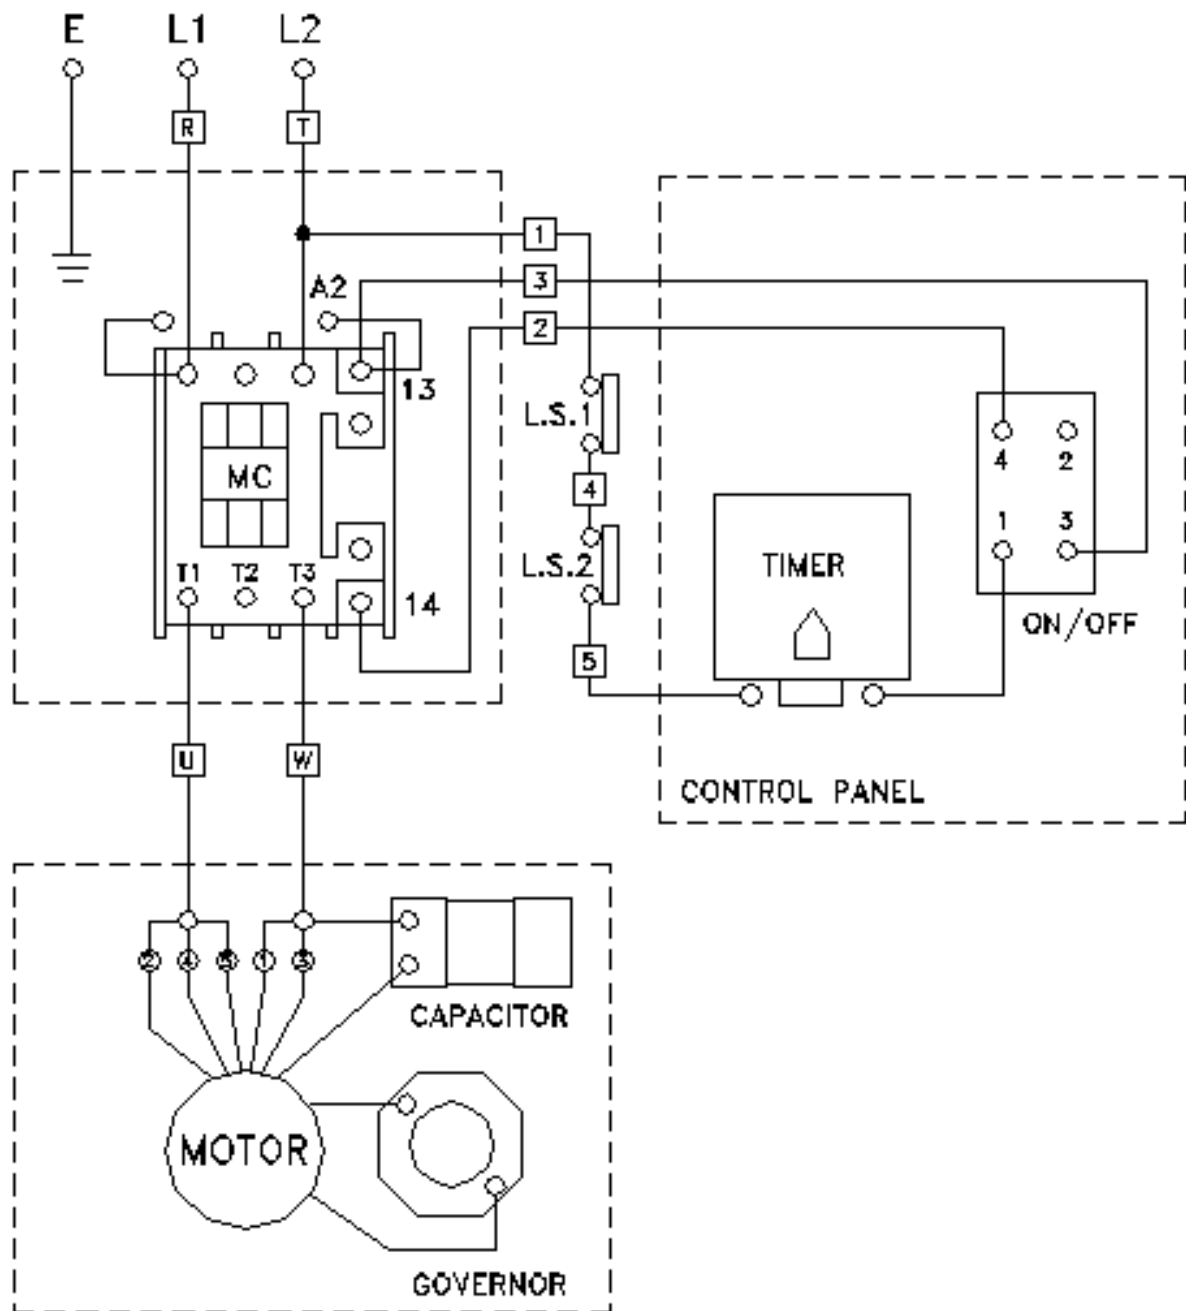 E L1 L2
R T
1
3
A2
2
13
L.S.1
4 2
MC
4
1 3
T1 T2 T3
L.S.2
TIMER
14
ON/OFF
5
U W
CONTROL PANEL
2 4 5 1 3
CAPACITOR
MOTOR
GOVERNOR